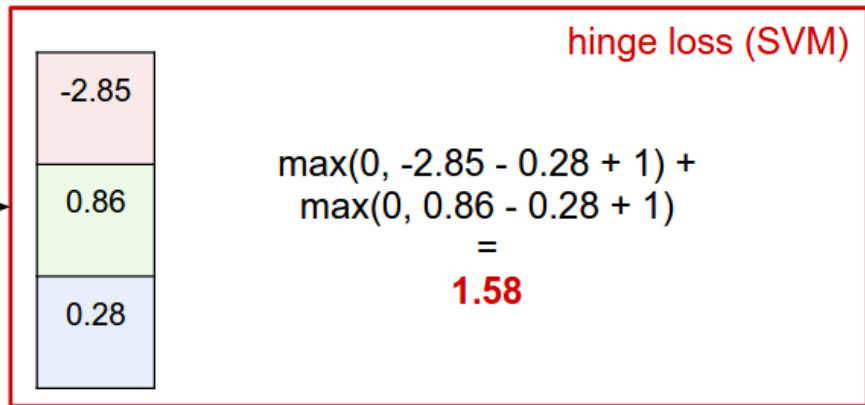 hinge loss (SVM)
-2.85
0.86
0.28
max(0, -2.85 - 0.28 + 1) +
max(0, 0.86 - 0.28 + 1)
=
1.58